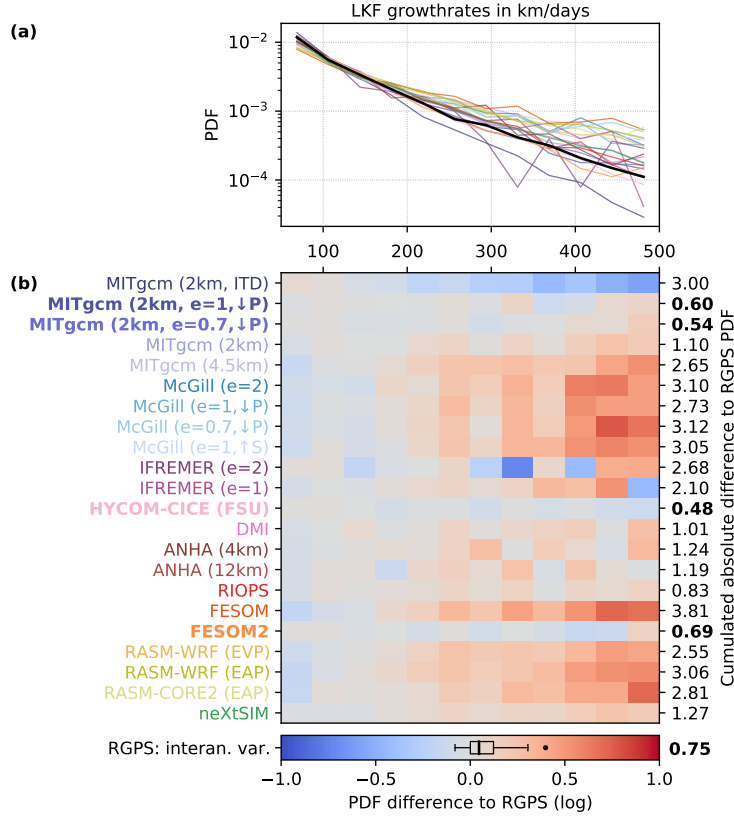 LKF growthrates in km/days
(a)
10⁻²
10⁻³
10⁻⁴
PDF
100 200 300 400 500
(b)
MITgcm (2km, ITD) 3.00
MITgcm (2km, e=1,↓P) 0.60
MITgcm (2km, e=0.7,↓P) 0.54
MITgcm (2km) 1.10
MITgcm (4.5km) 2.65
McGill (e=2) 3.10
McGill (e=1,↓P) 2.73
McGill (e=0.7,↓P) 3.12
McGill (e=1,↑S) 3.05
IFREMER (e=2) 2.68
IFREMER (e=1) 2.10
HYCOM-CICE (FSU) 0.48
DMI 1.01
ANHA (4km) 1.24
ANHA (12km) 1.19
RIOPS 0.83
FESOM 3.81
FESOM2 0.69
RASM-WRF (EVP) 2.55
RASM-WRF (EAP) 3.06
RASM-CORE2 (EAP) 2.81
neXtSIM 1.27
Cumulated absolute difference to RGPS PDF
RGPS: interan. var. 0.75
−1.0 −0.5 0.0 0.5 1.0
PDF difference to RGPS (log)